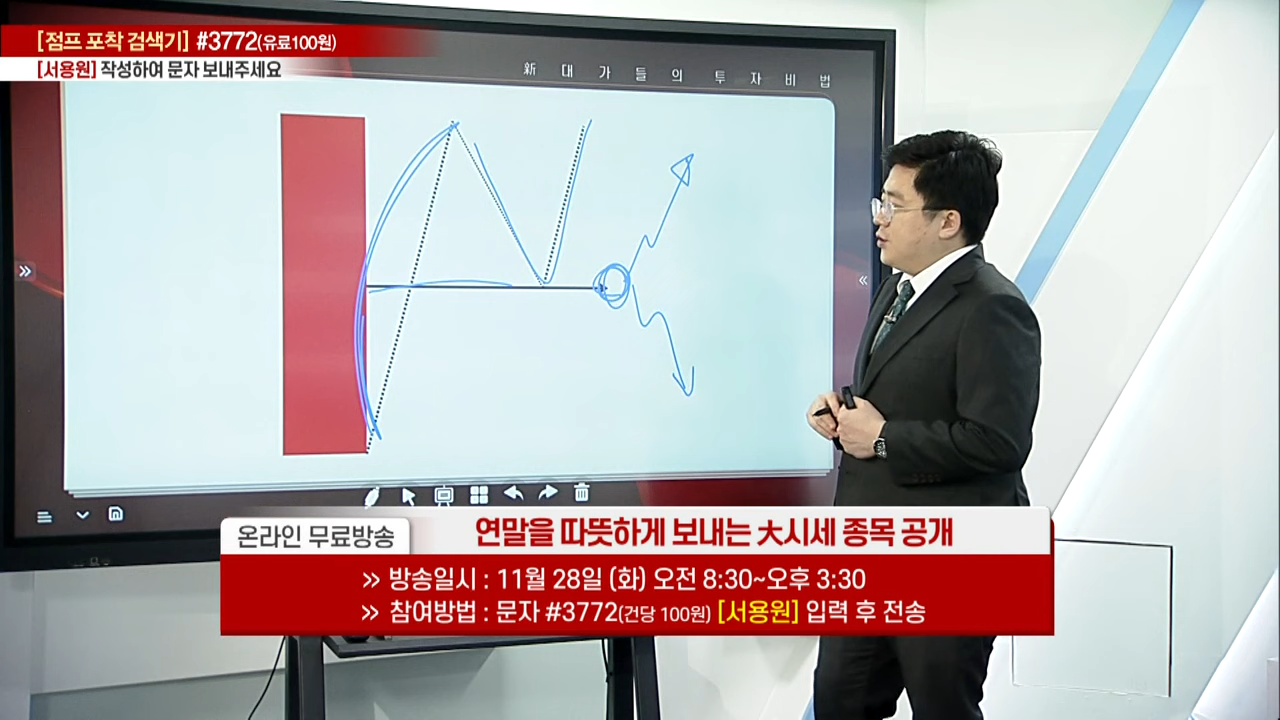 [점프 포착 검색기] #3772(유료100원)
[서용원] 작성하여 문자 보내주세요
新 대 가 들 의 투 자 비 법
온라인 무료방송
연말을 따뜻하게 보내는 大시세 종목 공개
» 방송일시 : 11월 28일 (화) 오전 8:30~오후 3:30
» 참여방법 : 문자 #3772(건당 100원) [서용원] 입력 후 전송